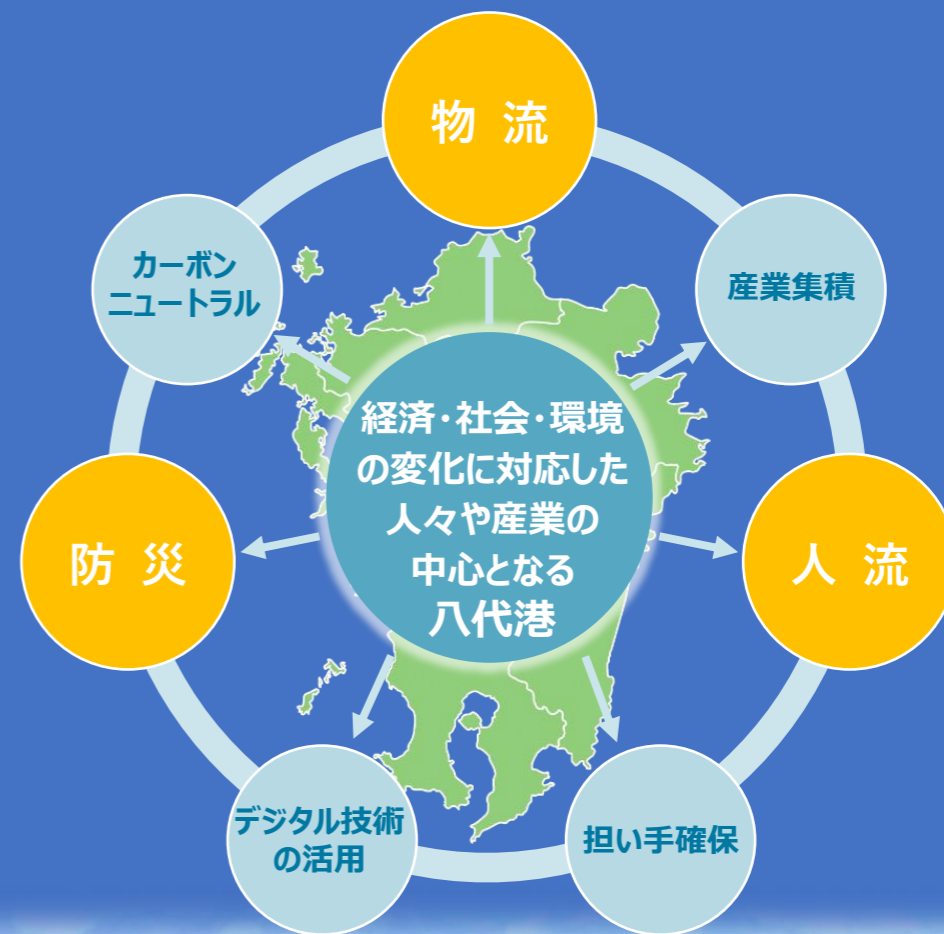 物 流
カーボン
ニュートラル
産業集積
経済・社会・環境
の変化に対応した
人々や産業の
中心となる
八代港
防 災
人 流
デジタル技術
の活用
担い手確保